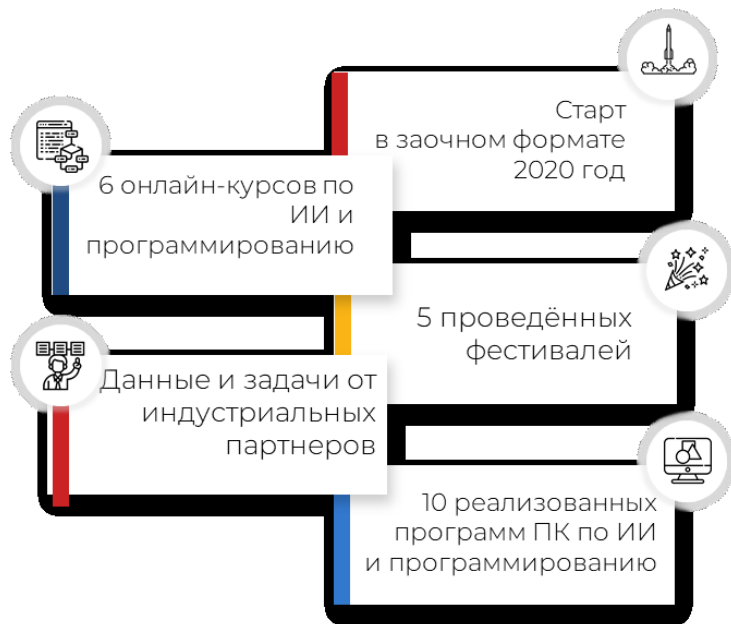 Старт
в заочном формате
2020 год
6 онлайн-курсов по
ИИ и
программированию
5 проведённых
фестивалей
Данные и задачи от
индустриальных
партнеров
10 реализованных
программ ПК по ИИ
и программированию